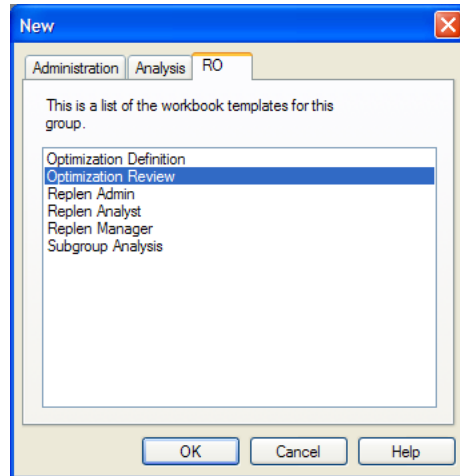 New
Administration Analysis RO
This is a list of the workbook templates for this
group.
Optimization Definition
Optimization Review
Replen Admin
Replen Analyst
Replen Manager
Subgroup Analysis
OK Cancel Help